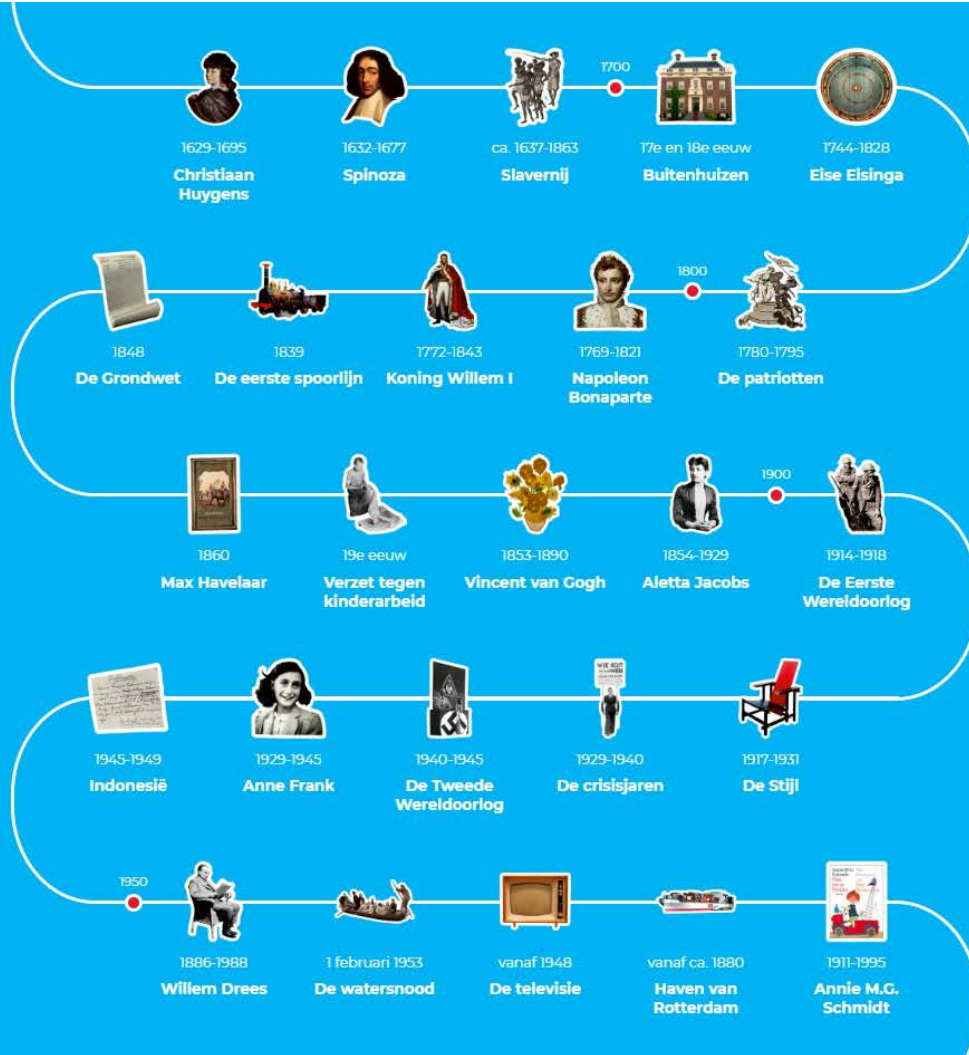 1700
1629-1695
Christiaan
Huygens
1632-1677
Spinoza
ca. 1637-1863
Slavernij
17e en 18e eeuw
Buitenhuizen
1744-1828
Eise Eisinga
1800
1848
De Grondwet
1839
De eerste spoorlijn
1772-1843
Koning Willem I
1769-1821
Napoleon
Bonaparte
1780-1795
De patriotten
1900
1860
Max Havelaar
19e eeuw
Verzet tegen
kinderarbeid
1853-1890
Vincent van Gogh
1854-1929
Aletta Jacobs
1914-1918
De Eerste
Wereldoorlog
1945-1949
Indonesië
1929-1945
Anne Frank
1940-1945
De Tweede
Wereldoorlog
1929-1940
De crisisjaren
1917-1931
De Stijl
1950
1886-1988
Willem Drees
1 februari 1953
De watersnood
vanaf 1948
De televisie
vanaf ca. 1880
Haven van
Rotterdam
1911-1995
Annie M.G.
Schmidt